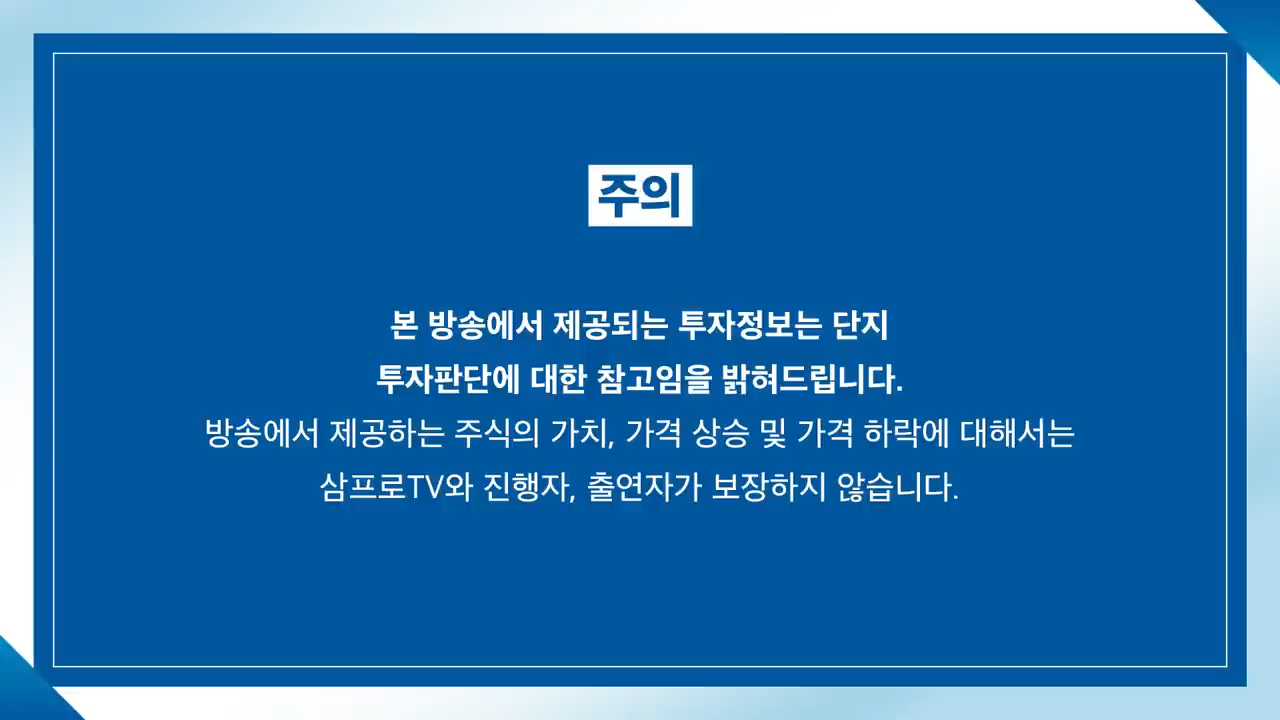 주의
본 방송에서 제공되는 투자정보는 단지
투자판단에 대한 참고임을 밝혀드립니다.
방송에서 제공하는 주식의 가치, 가격 상승 및 가격 하락에 대해서는
삼프로TV와 진행자, 출연자가 보장하지 않습니다.